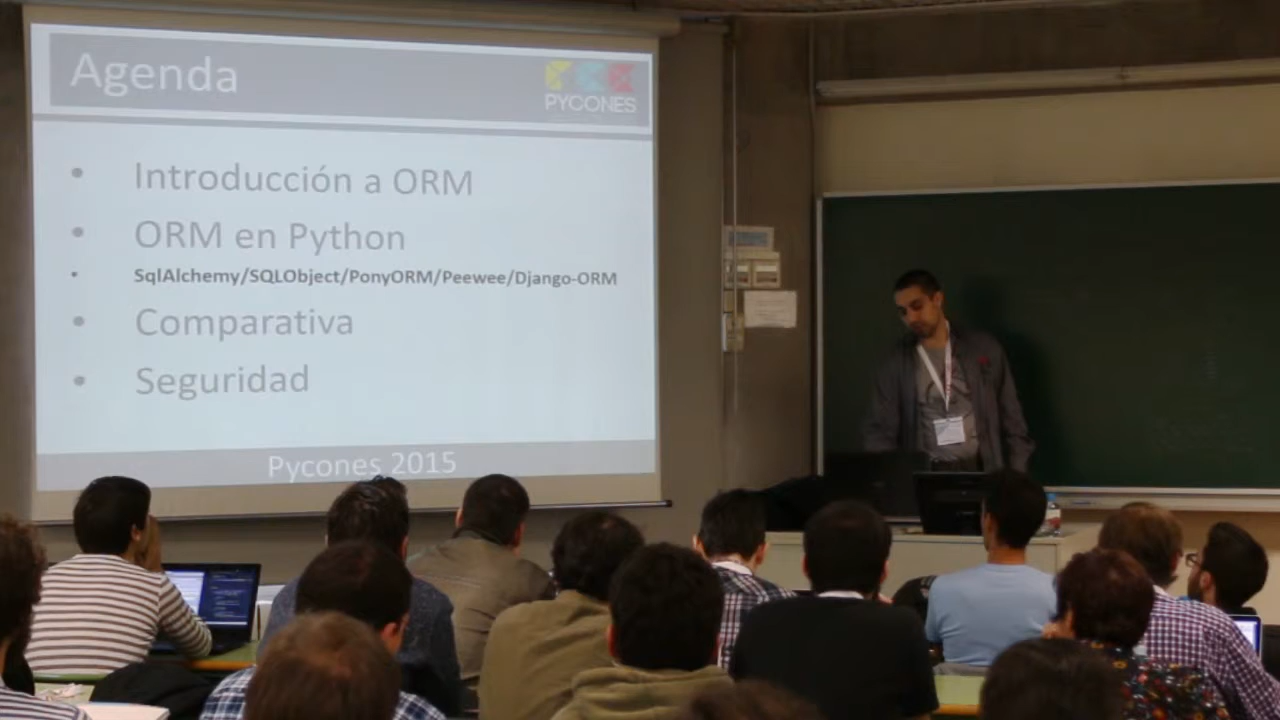 Agenda
PYCONES
• Introducción a ORM
• ORM en Python
• SqlAlchemy/SQLObject/PonyORM/Peewee/Django-ORM
• Comparativa
• Seguridad
Pycones 2015